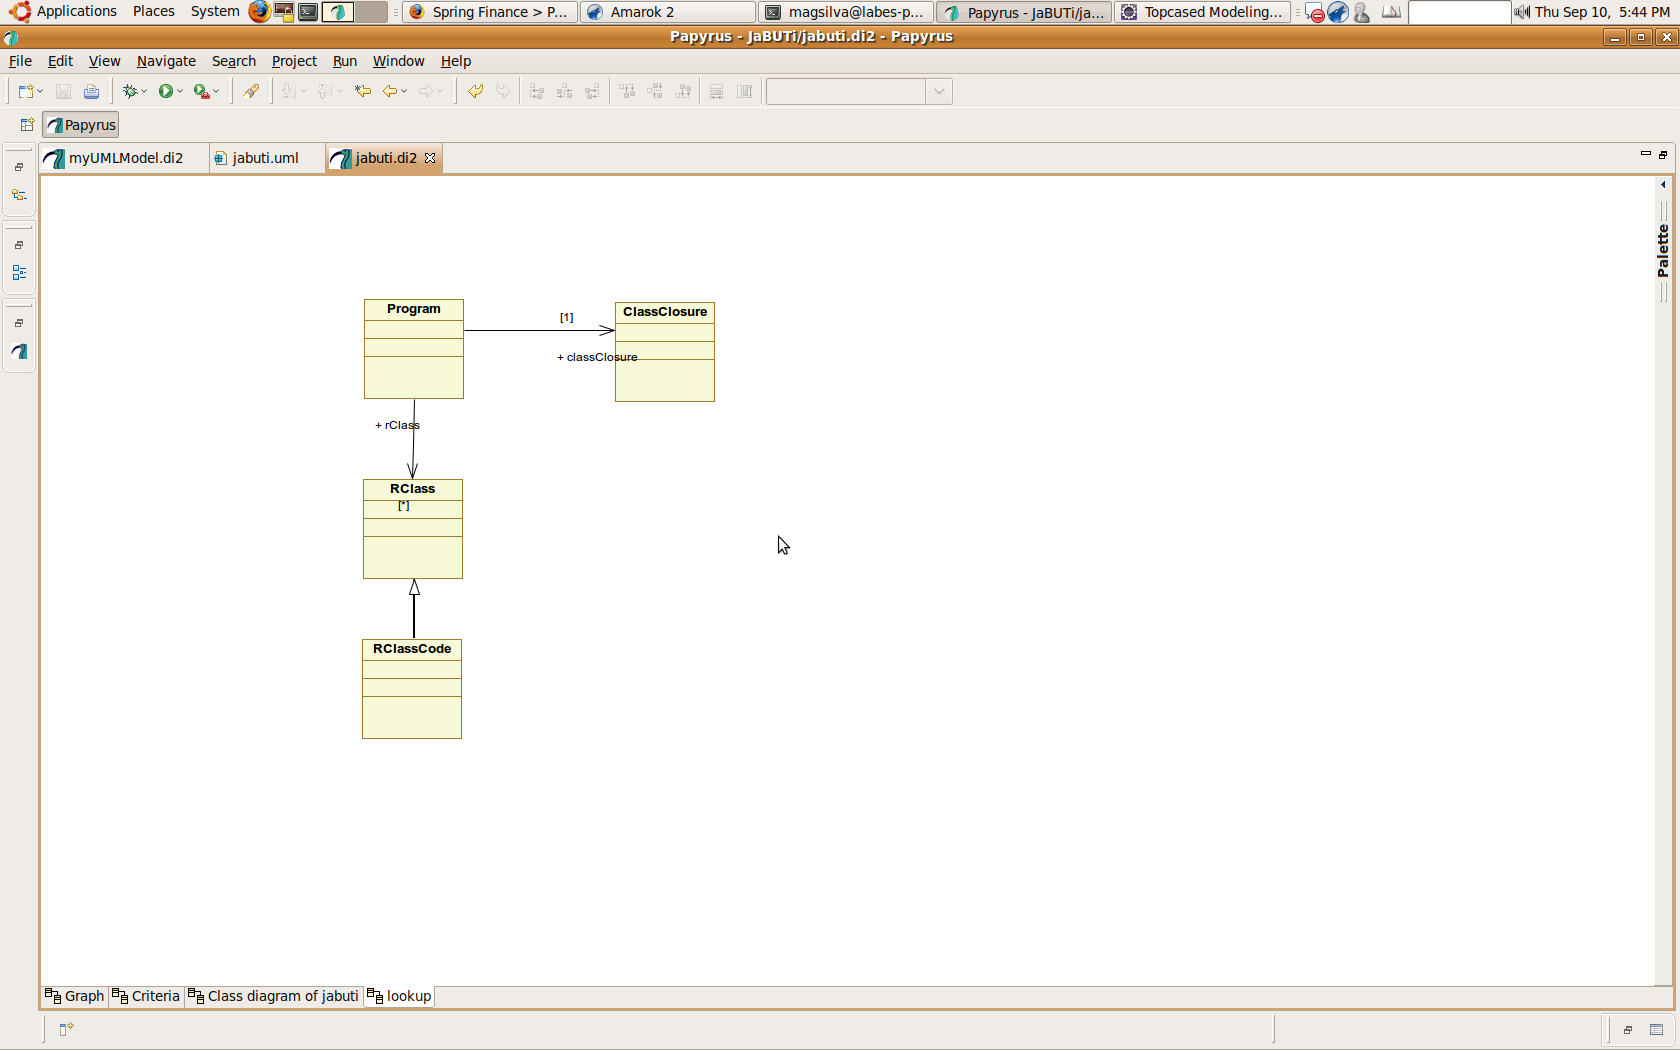 Applications Places System Spring Finance > P... Amarok 2 magsilva@labes-p... Papyrus - JaBUTi/ja... Topcased Modeling... Thu Sep 10, 5:44 PM
Papyrus - JaBUTi/jabuti.di2 - Papyrus
File Edit View Navigate Search Project Run Window Help
Papyrus
myUMLModel.di2 jabuti.uml jabuti.di2
Palette
Program
[1]
ClassClosure
+ classClosure
+ rClass
RClass
[*]
RClassCode
Graph Criteria Class diagram of jabuti lookup